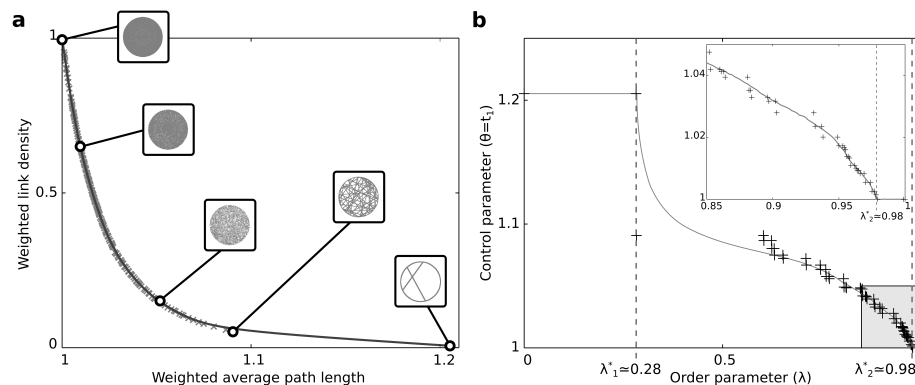 a
Weighted link density
1
0.5
0
1
1.1
1.2
Weighted average path length
b
Control parameter (θ=t₁)
1.2
1.1
1
0
0.5
λ*₁≃0.28
λ*₂≃0.98
Order parameter (λ)
1.04
1.02
1
0.85
0.9
0.95
1
λ*₂≃0.98